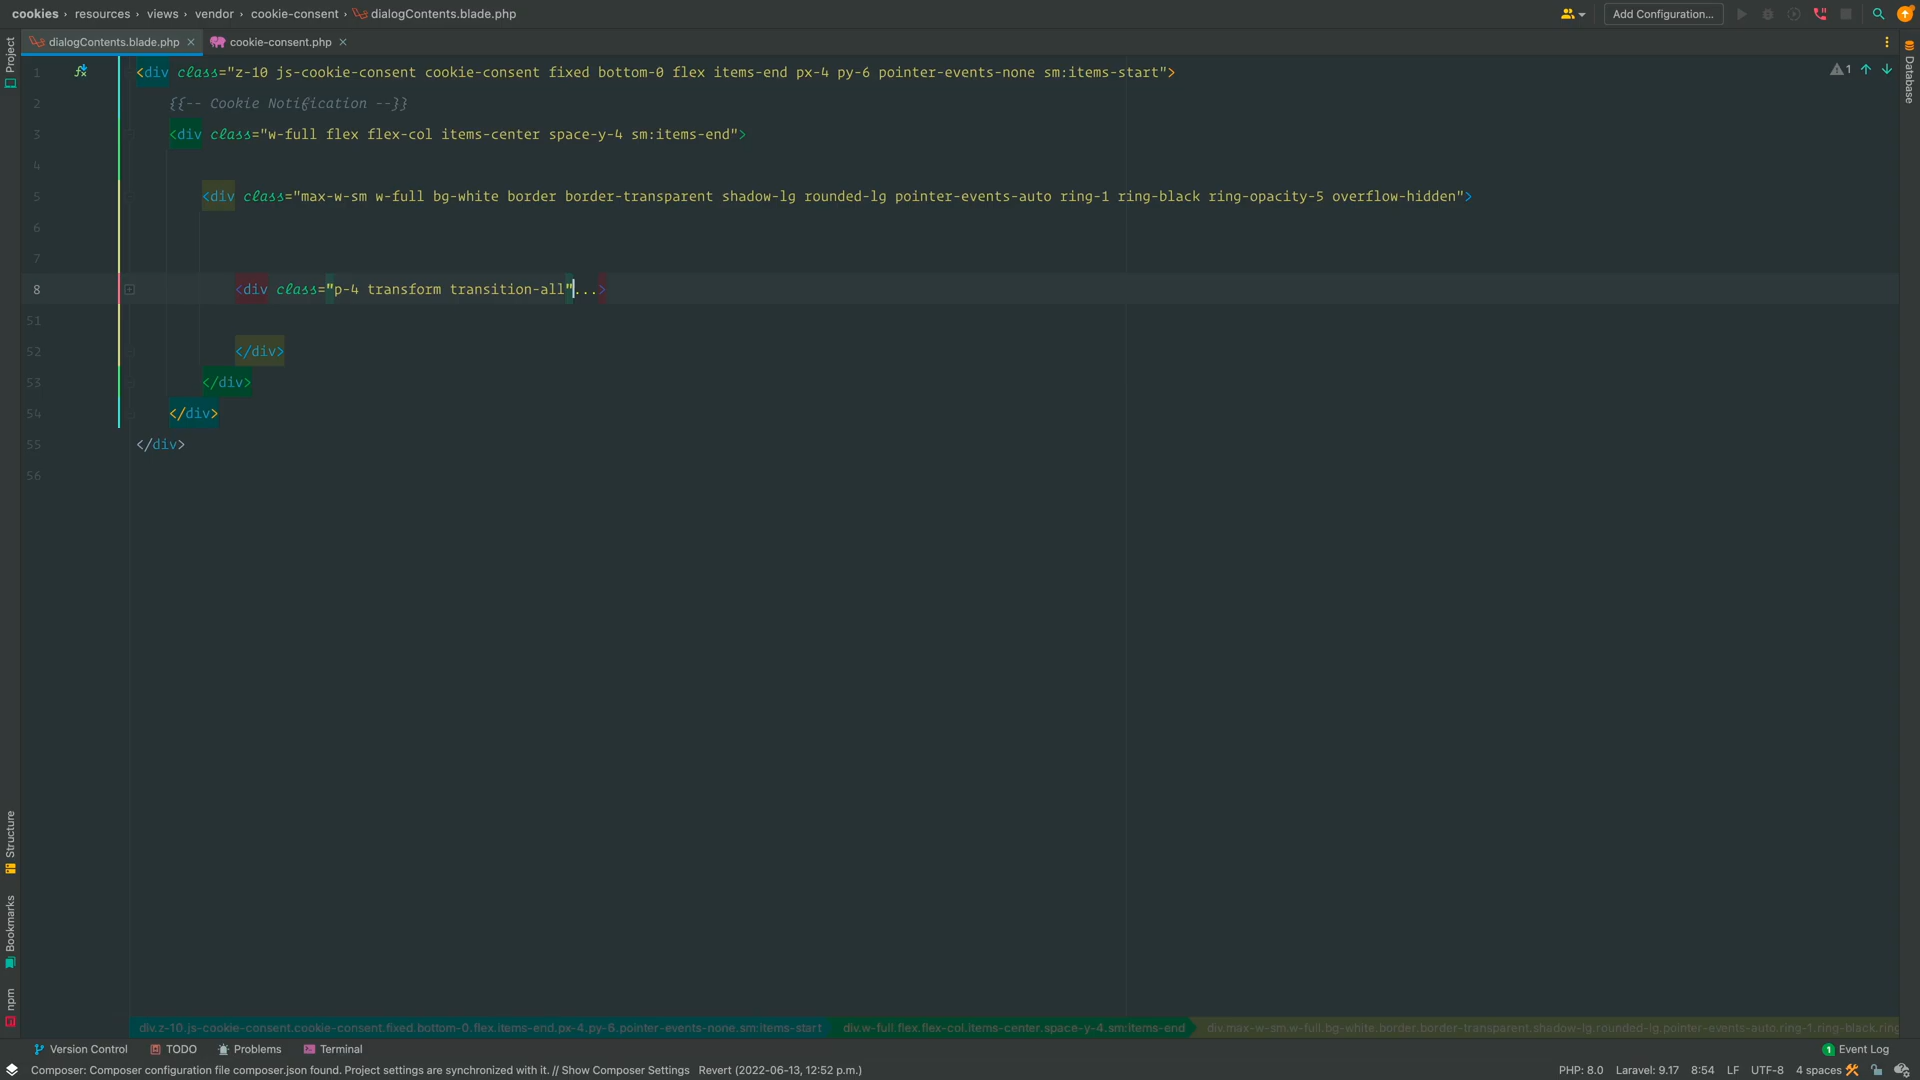 cookies › resources › views › vendor › cookie-consent › dialogContents.blade.php
Add Configuration...
Project
dialogContents.blade.php
cookie-consent.php
Database
1 <div class="z-10 js-cookie-consent cookie-consent fixed bottom-0 flex items-end px-4 py-6 pointer-events-none sm:items-start">
1
2 {{-- Cookie Notification --}}
3 <div class="w-full flex flex-col items-center space-y-4 sm:items-end">
4
5 <div class="max-w-sm w-full bg-white border border-transparent shadow-lg rounded-lg pointer-events-auto ring-1 ring-black ring-opacity-5 overflow-hidden">
6
7
8 <div class="p-4 transform transition-all"...>
51
52 </div>
53 </div>
54 </div>
55 </div>
56
Structure
Bookmarks
npm
div.z-10.js-cookie-consent.cookie-consent.fixed.bottom-0.flex.items-end.px-4.py-6.pointer-events-none.sm:items-start
div.w-full.flex.flex-col.items-center.space-y-4.sm:items-end
div.max-w-sm.w-full.bg-white.border.border-transparent.shadow-lg.rounded-lg.pointer-events-auto.ring-1.ring-black.ring
Version Control TODO Problems Terminal
1 Event Log
Composer: Composer configuration file composer.json found. Project settings are synchronized with it. // Show Composer Settings Revert (2022-06-13, 12:52 p.m.)
PHP: 8.0 Laravel: 9.17 8:54 LF UTF-8 4 spaces